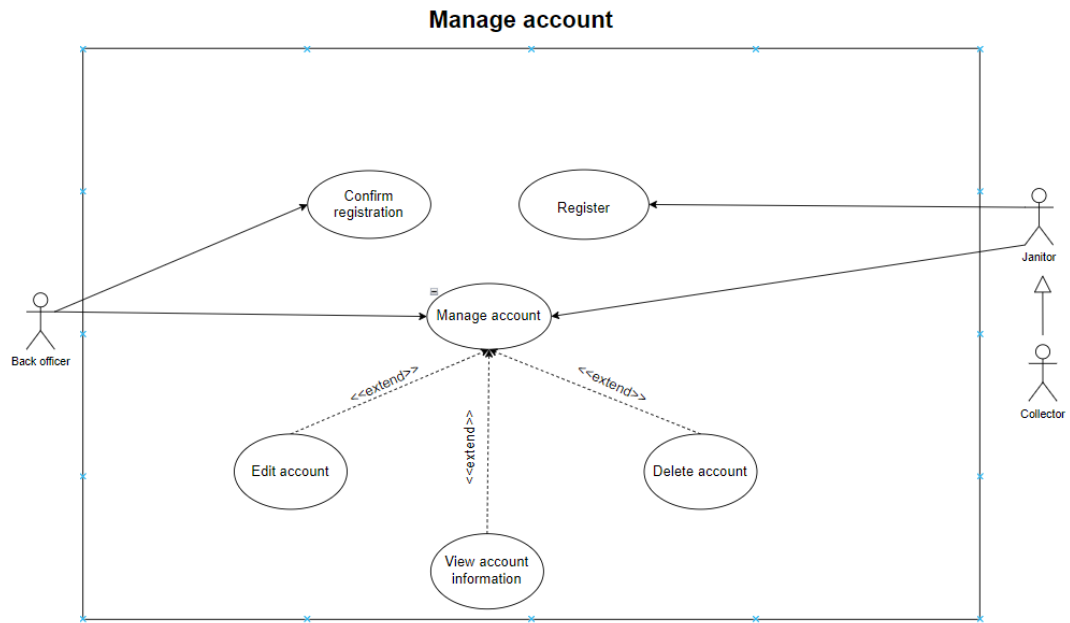 Manage account
Confirm
registration
Register
Janitor
Manage account
Back officer
<<extend>>
<<extend>>
<<extend>>
Collector
Edit account
Delete account
View account
information